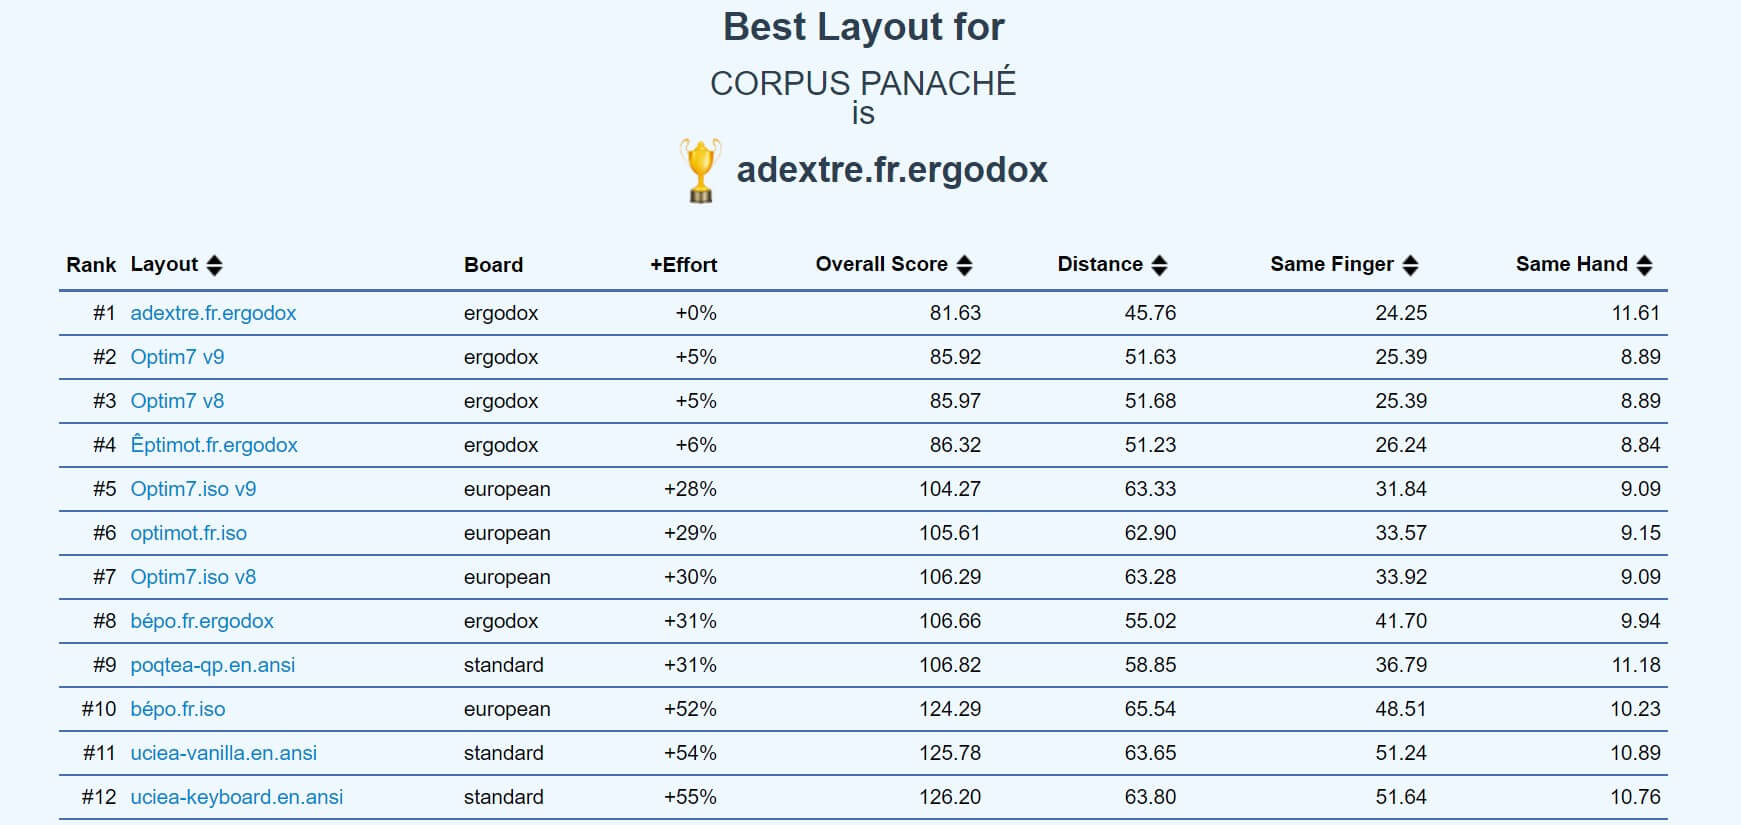 Best Layout for
CORPUS PANACHÉ
is
adextre.fr.ergodox
Rank Layout Board +Effort Overall Score Distance Same Finger Same Hand
#1 adextre.fr.ergodox ergodox +0% 81.63 45.76 24.25 11.61
#2 Optim7 v9 ergodox +5% 85.92 51.63 25.39 8.89
#3 Optim7 v8 ergodox +5% 85.97 51.68 25.39 8.89
#4 Êptimot.fr.ergodox ergodox +6% 86.32 51.23 26.24 8.84
#5 Optim7.iso v9 european +28% 104.27 63.33 31.84 9.09
#6 optimot.fr.iso european +29% 105.61 62.90 33.57 9.15
#7 Optim7.iso v8 european +30% 106.29 63.28 33.92 9.09
#8 bépo.fr.ergodox ergodox +31% 106.66 55.02 41.70 9.94
#9 poqtea-qp.en.ansi standard +31% 106.82 58.85 36.79 11.18
#10 bépo.fr.iso european +52% 124.29 65.54 48.51 10.23
#11 uciea-vanilla.en.ansi standard +54% 125.78 63.65 51.24 10.89
#12 uciea-keyboard.en.ansi standard +55% 126.20 63.80 51.64 10.76